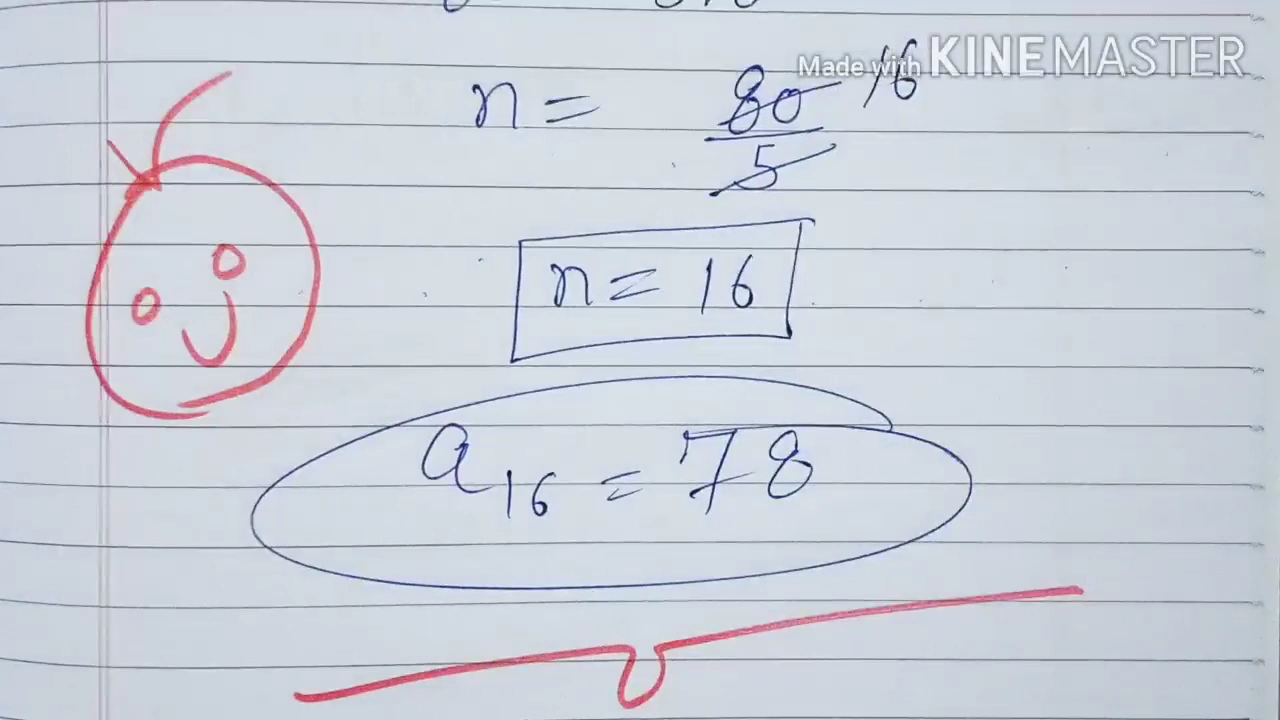 Made with KINEMASTER
n = 80/5 16
n = 16
a₁₆ = 78